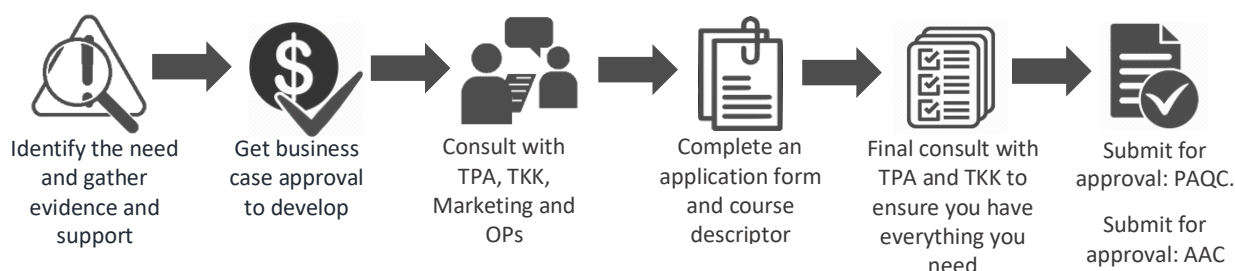 Identify the need
and gather
evidence and
support
Get business
case approval
to develop
Consult with
TPA, TKK,
Marketing and
OPs
Complete an
application form
and course
descriptor
Final consult with
TPA and TKK to
ensure you have
everything you
need
Submit for
approval: PAQC.
Submit for
approval: AAC